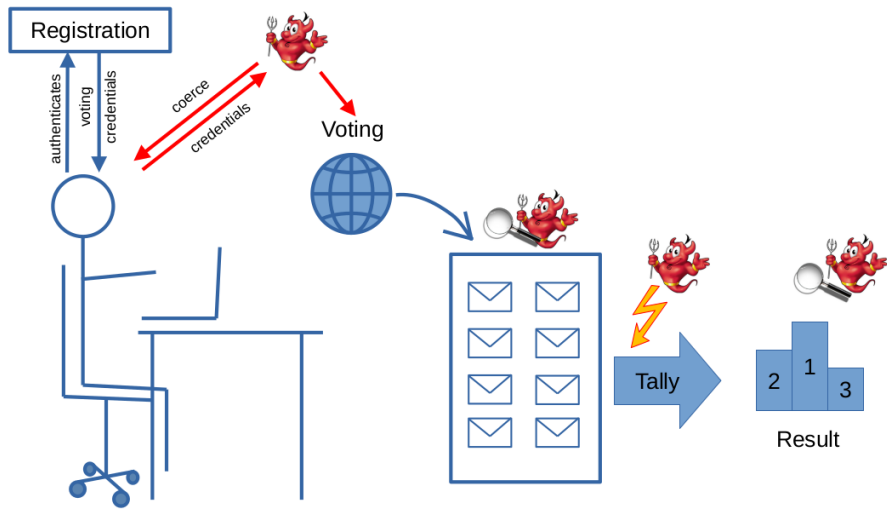 Registration
authenticates
voting
credentials
coerce
credentials
Voting
Tally
2
1
3
Result